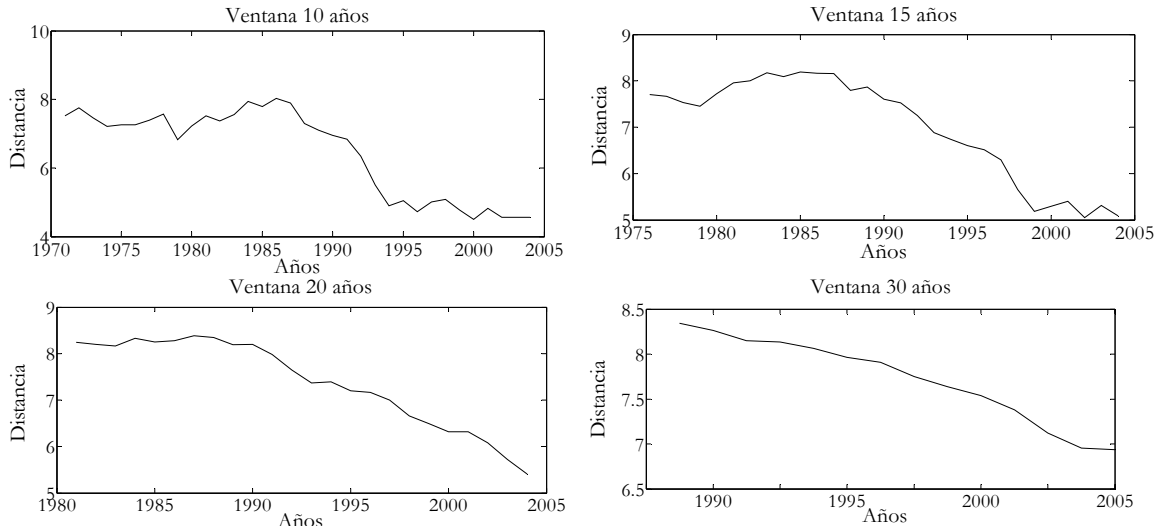 Ventana 10 años
10
8
6
4
Distancia
1970 1975 1980 1985 1990 1995 2000 2005
Años
Ventana 15 años
9
8
7
6
5
Distancia
1975 1980 1985 1990 1995 2000 2005
Años
Ventana 20 años
9
8
7
6
5
Distancia
1980 1985 1990 1995 2000 2005
Años
Ventana 30 años
8.5
8
7.5
7
6.5
Distancia
1990 1995 2000 2005
Años